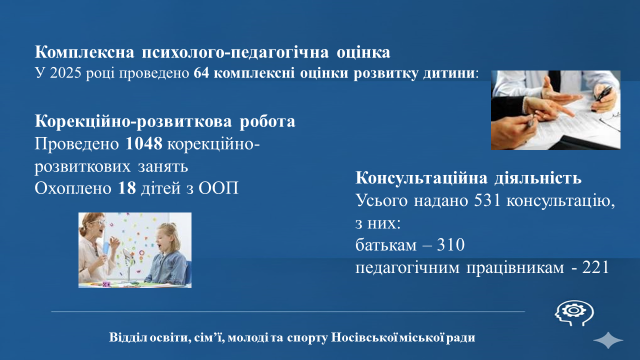 Комплексна психолого-педагогічна оцінка
У 2025 році проведено 64 комплексні оцінки розвитку дитини:
Корекційно-розвиткова робота
Проведено 1048 корекційно-
розвиткових занять
Охоплено 18 дітей з ООП
Консультаційна діяльність
Усього надано 531 консультацію,
з них:
батькам – 310
педагогічним працівникам - 221
Відділ освіти, сім’ї, молоді та спорту Носівської міської ради